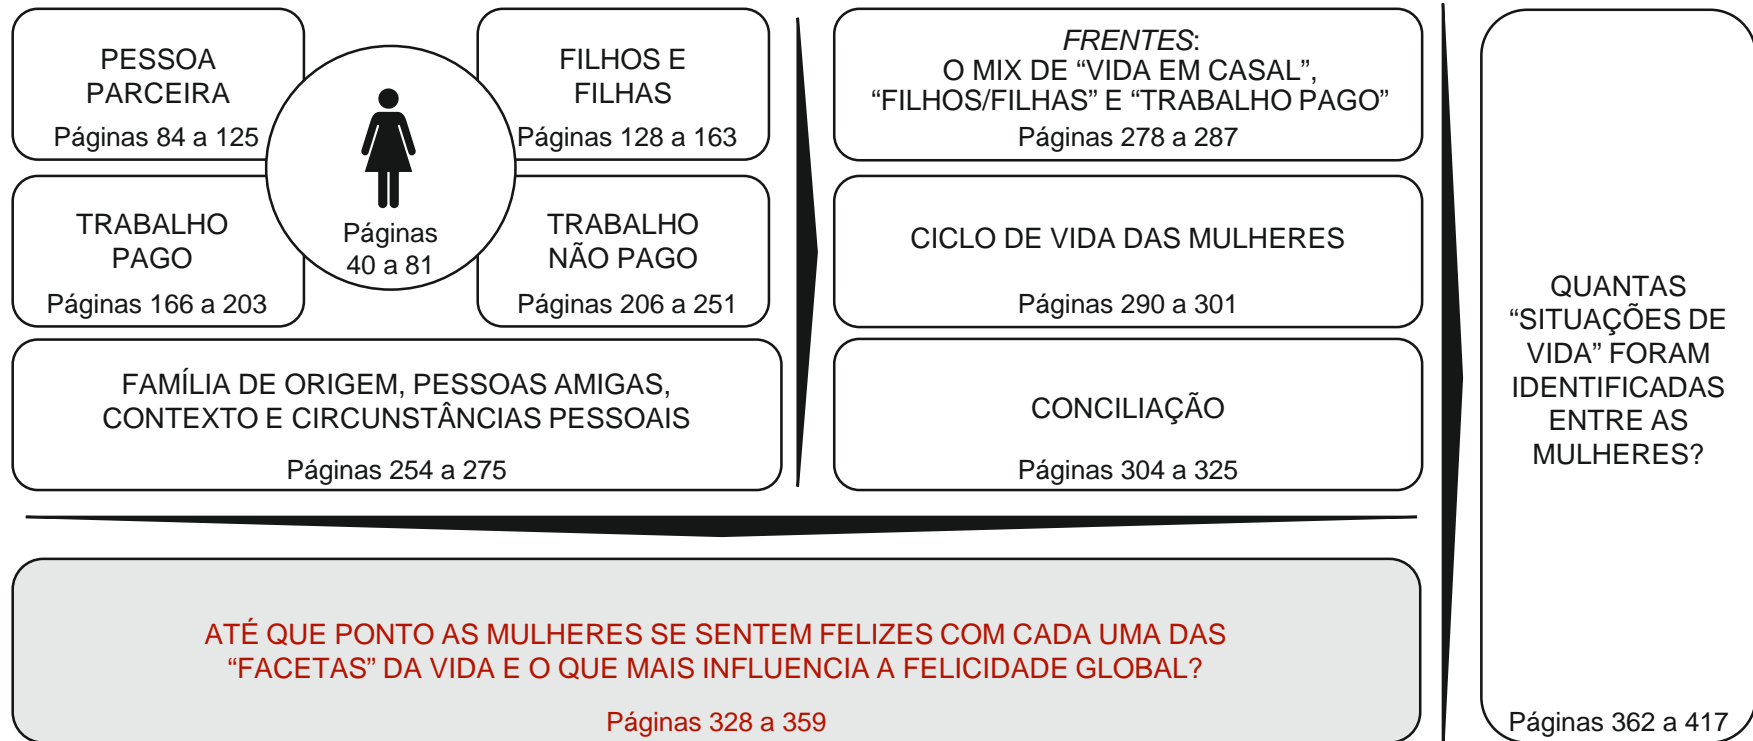 PESSOA
PARCEIRA
Páginas 84 a 125
FILHOS E
FILHAS
Páginas 128 a 163
Páginas
40 a 81
TRABALHO
PAGO
Páginas 166 a 203
TRABALHO
NÃO PAGO
Páginas 206 a 251
FAMÍLIA DE ORIGEM, PESSOAS AMIGAS,
CONTEXTO E CIRCUNSTÂNCIAS PESSOAIS
Páginas 254 a 275
FRENTES:
O MIX DE “VIDA EM CASAL”,
“FILHOS/FILHAS” E “TRABALHO PAGO”
Páginas 278 a 287
CICLO DE VIDA DAS MULHERES
Páginas 290 a 301
CONCILIAÇÃO
Páginas 304 a 325
ATÉ QUE PONTO AS MULHERES SE SENTEM FELIZES COM CADA UMA DAS
“FACETAS” DA VIDA E O QUE MAIS INFLUENCIA A FELICIDADE GLOBAL?
Páginas 328 a 359
QUANTAS
“SITUAÇÕES DE
VIDA” FORAM
IDENTIFICADAS
ENTRE AS
MULHERES?
Páginas 362 a 417